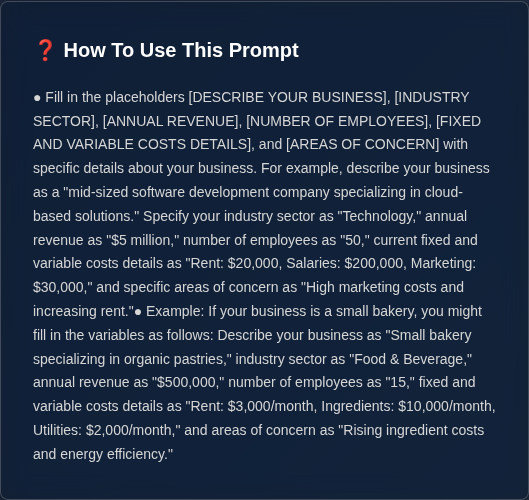 ❓ How To Use This Prompt
● Fill in the placeholders [DESCRIBE YOUR BUSINESS], [INDUSTRY
SECTOR], [ANNUAL REVENUE], [NUMBER OF EMPLOYEES], [FIXED
AND VARIABLE COSTS DETAILS], and [AREAS OF CONCERN] with
specific details about your business. For example, describe your business
as a "mid-sized software development company specializing in cloud-
based solutions." Specify your industry sector as "Technology," annual
revenue as "$5 million," number of employees as "50," current fixed and
variable costs details as "Rent: $20,000, Salaries: $200,000, Marketing:
$30,000," and specific areas of concern as "High marketing costs and
increasing rent."● Example: If your business is a small bakery, you might
fill in the variables as follows: Describe your business as "Small bakery
specializing in organic pastries," industry sector as "Food & Beverage,"
annual revenue as "$500,000," number of employees as "15," fixed and
variable costs details as "Rent: $3,000/month, Ingredients: $10,000/month,
Utilities: $2,000/month," and areas of concern as "Rising ingredient costs
and energy efficiency."